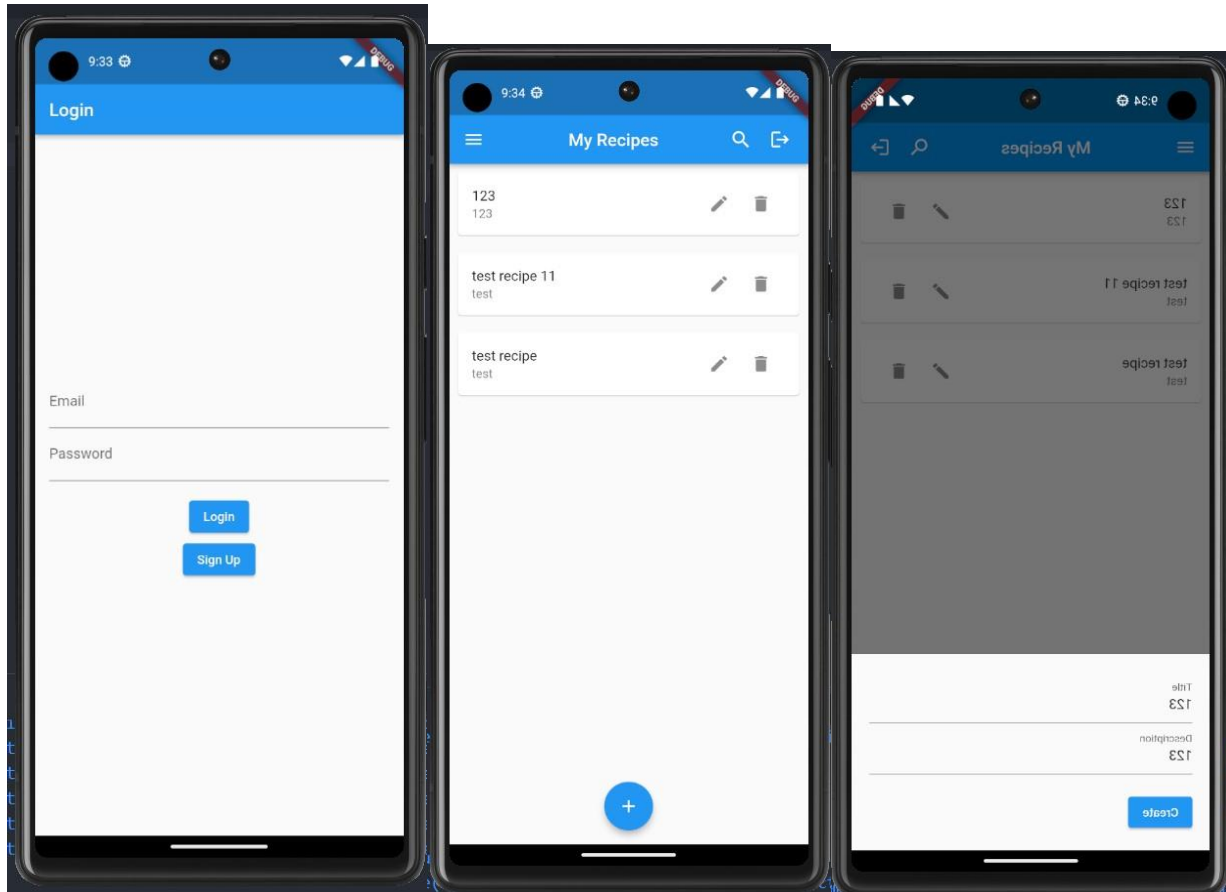 9:33
DEBUG
Login
Email
Password
Login
Sign Up
9:34
DEBUG
My Recipes
123
123
test recipe 11
test
test recipe
test
+
9:34
DEBUG
My Recipes
123
123
test recipe 11
test
test recipe
test
Title
123
Description
123
Create